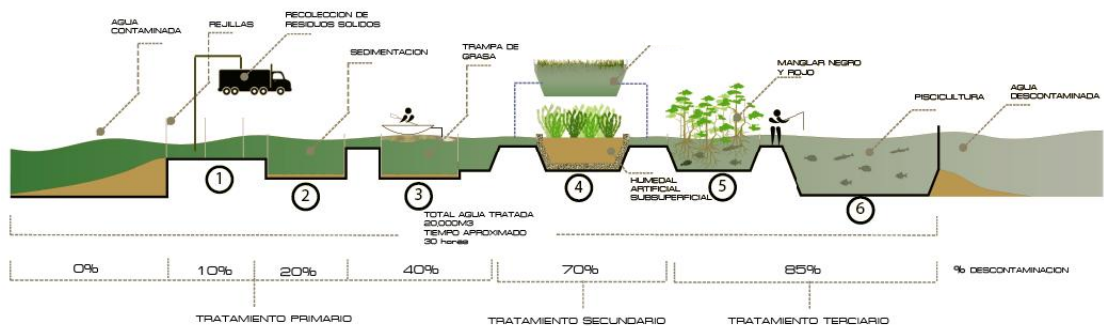 AGUA
CONTAMINADA
REJILLAS
RECOLECCION DE
RESIDUOS SOLIDOS
SEDIMENTACION
TRAMPA DE
GRASA
MANGLAR NEGRO
Y ROJO
PISCICULTURA
AGUA
DESCONTAMINADA
1
2
3
4
5
6
HUMEDAL
ARTIFICIAL
SUBSUPERFICIAL
TOTAL AGUA TRATADA
20,000M3
TIEMPO APROXIMADO
30 horas
0%
10%
20%
40%
70%
85%
% DESCONTAMINACION
TRATAMIENTO PRIMARIO
TRATAMIENTO SECUNDARIO
TRATAMIENTO TERCIARIO